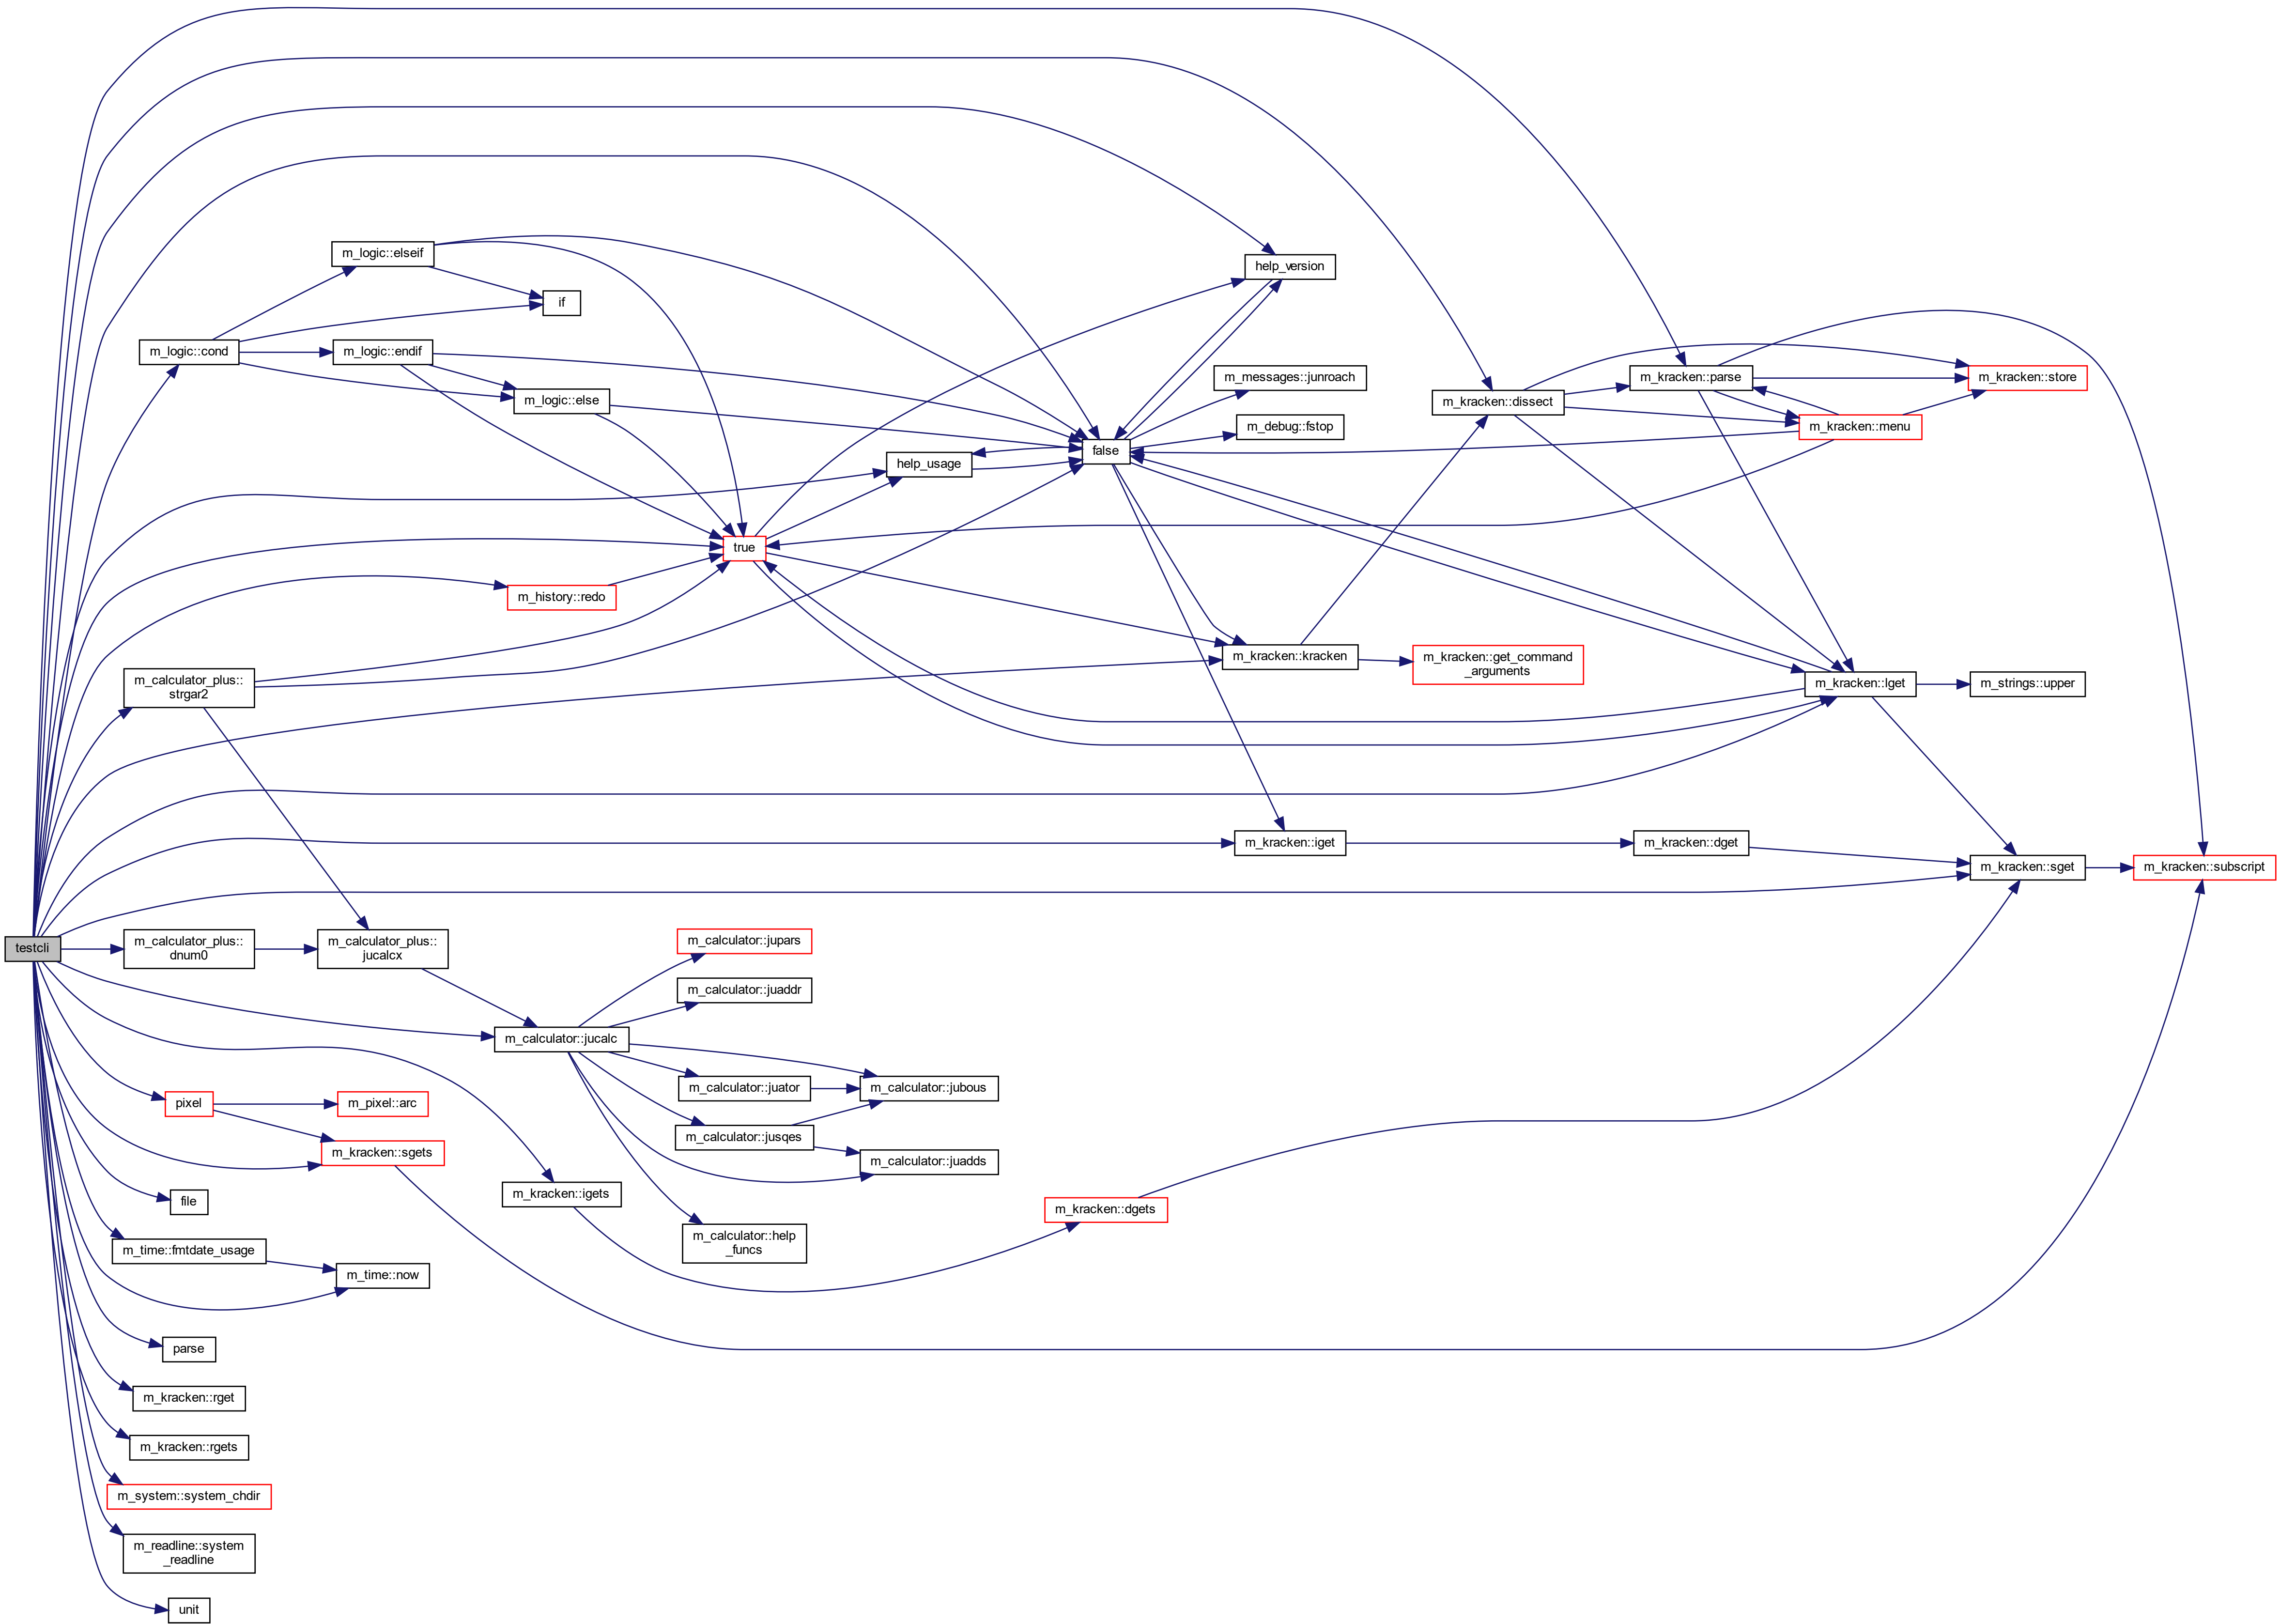 m_logic::elseif
help_version
if
m_logic::cond
m_logic::endif
m_messages::junroach
m_kracken::parse
m_kracken::store
m_logic::else
m_kracken::dissect
m_debug::fstop
m_kracken::menu
false
help_usage
true
m_history::redo
m_kracken::kracken
m_kracken::get_command
_arguments
m_calculator_plus::
strgar2
m_kracken::lget
m_strings::upper
m_kracken::iget
m_kracken::dget
m_kracken::sget
m_kracken::subscript
testcli
m_calculator_plus::
dnum0
m_calculator_plus::
jucalcx
m_calculator::jupars
m_calculator::juaddr
m_calculator::jucalc
m_calculator::juator
m_calculator::jubous
pixel
m_pixel::arc
m_calculator::jusqes
m_kracken::sgets
m_calculator::juadds
file
m_kracken::igets
m_kracken::dgets
m_calculator::help
_funcs
m_time::fmtdate_usage
m_time::now
parse
m_kracken::rget
m_kracken::rgets
m_system::system_chdir
m_readline::system
_readline
unit